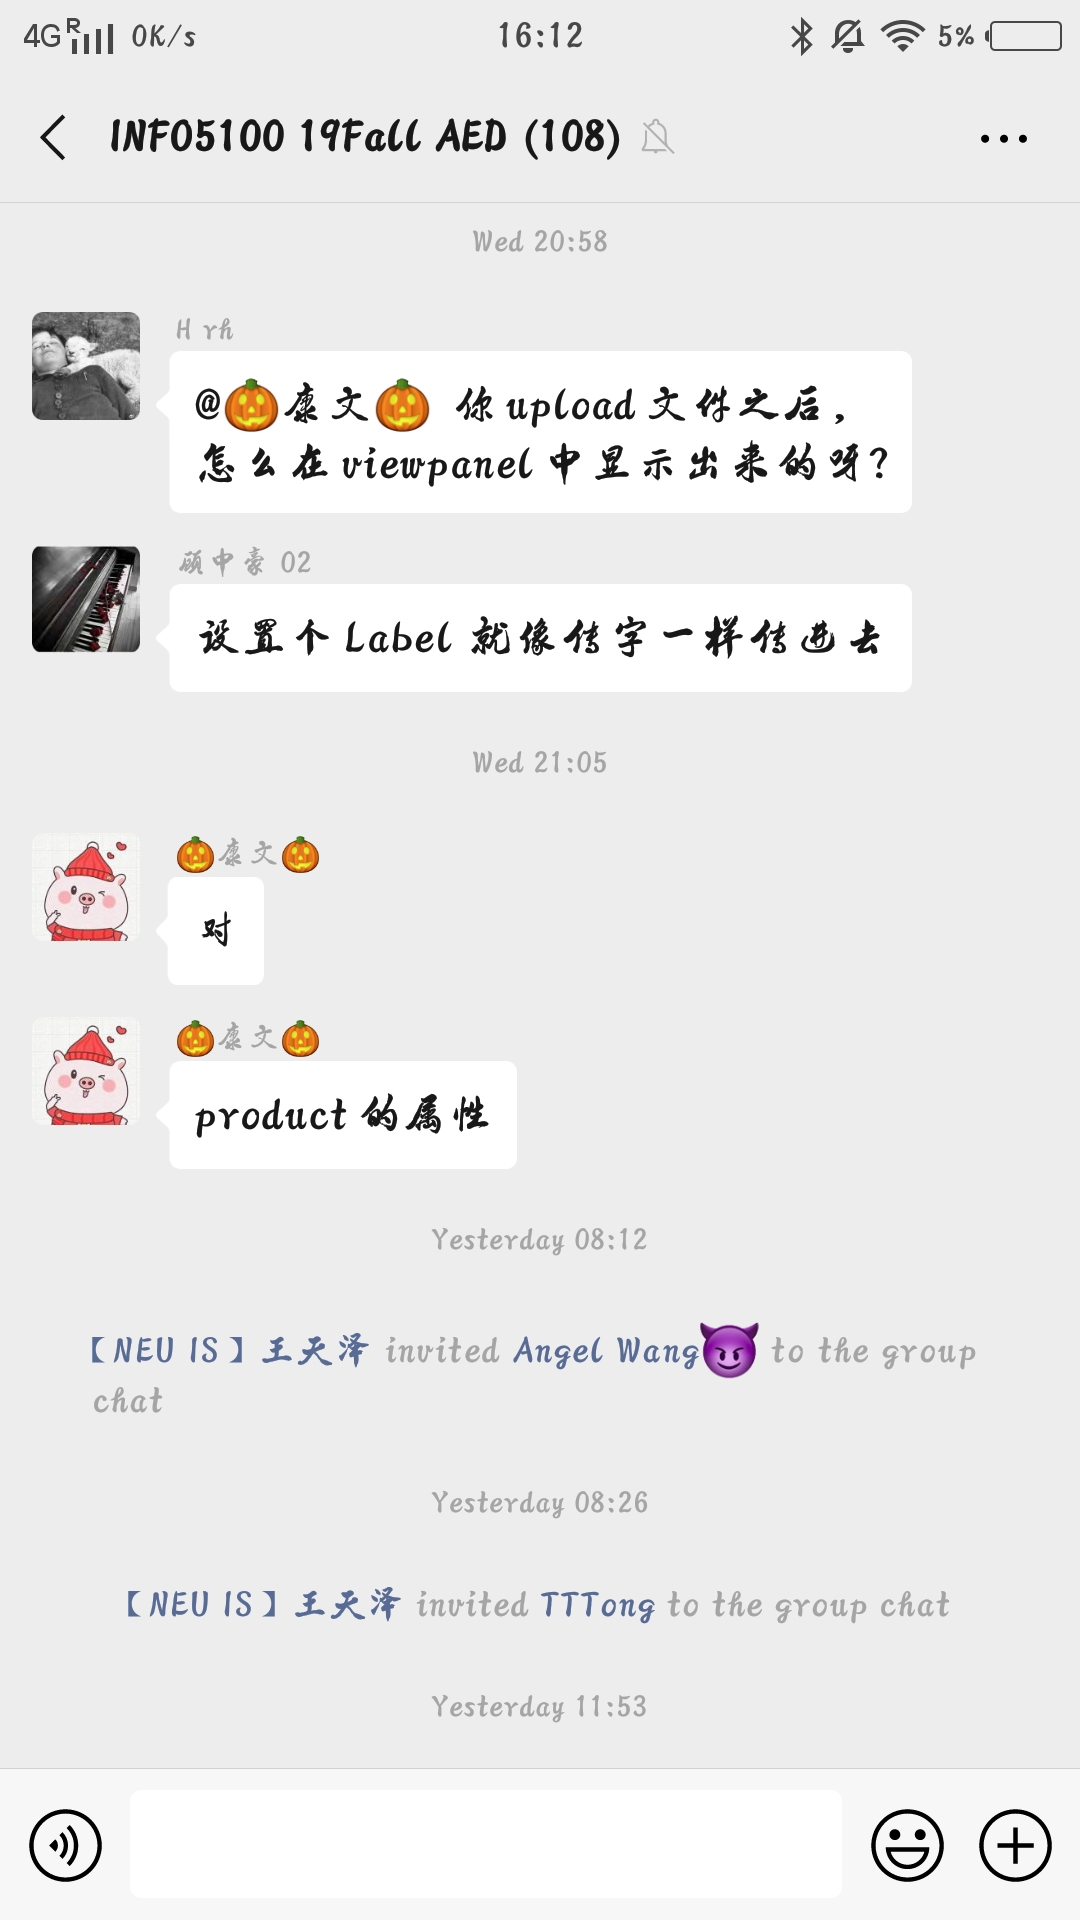 4G R 0K/s 16:12 5%
INFO5100 19Fall AED (108)
Wed 20:58
H rh
@🎃康文🎃 你upload文件之后，
怎么在viewpanel中显示出来的呀?
顾中豪 02
设置个Label 就像传字一样传进去
Wed 21:05
🎃康文🎃
对
🎃康文🎃
product的属性
Yesterday 08:12
【NEU IS】王天泽 invited Angel Wang😈 to the group
chat
Yesterday 08:26
【NEU IS】王天泽 invited TTTong to the group chat
Yesterday 11:53